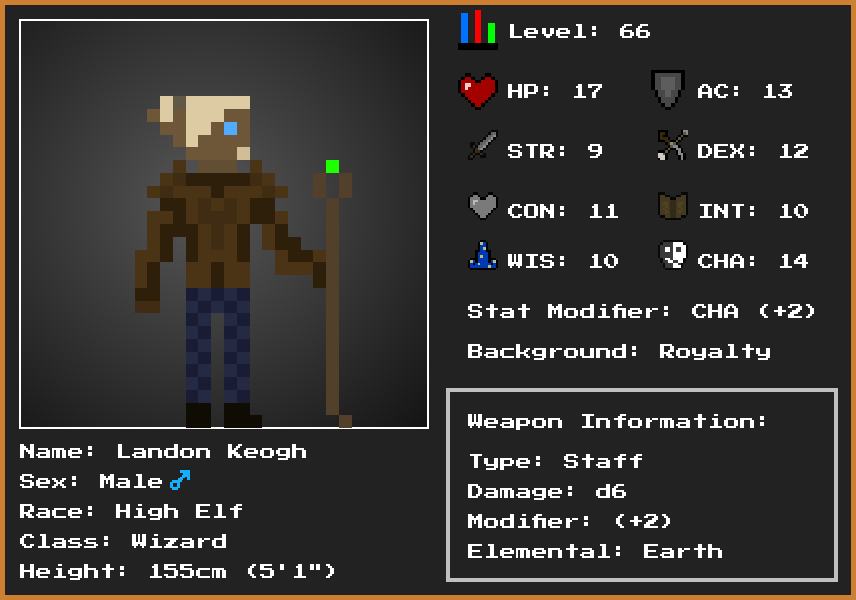 Level: 66
HP: 17 AC: 13
STR: 9 DEX: 12
CON: 11 INT: 10
WIS: 10 CHA: 14
Stat Modifier: CHA (+2)
Background: Royalty
Weapon Information:
Type: Staff
Damage: d6
Modifier: (+2)
Elemental: Earth
Name: Landon Keogh
Sex: Male♂
Race: High Elf
Class: Wizard
Height: 155cm (5'1")